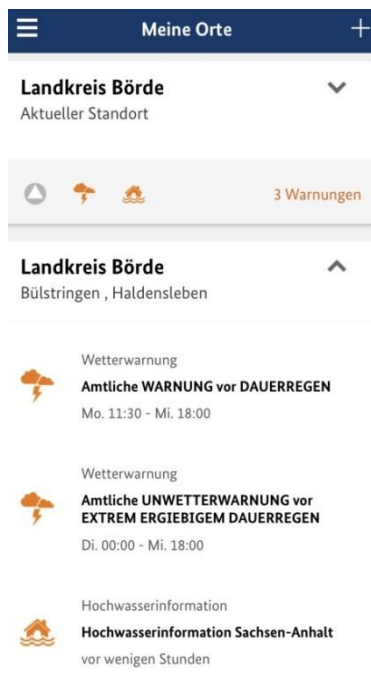 Meine Orte
Landkreis Börde
Aktueller Standort
3 Warnungen
Landkreis Börde
Bülstringen , Haldensleben
Wetterwarnung
Amtliche WARNUNG vor DAUERREGEN
Mo. 11:30 - Mi. 18:00
Wetterwarnung
Amtliche UNWETTERWARNUNG vor
EXTREM ERGIEBIGEM DAUERREGEN
Di. 00:00 - Mi. 18:00
Hochwasserinformation
Hochwasserinformation Sachsen-Anhalt
vor wenigen Stunden